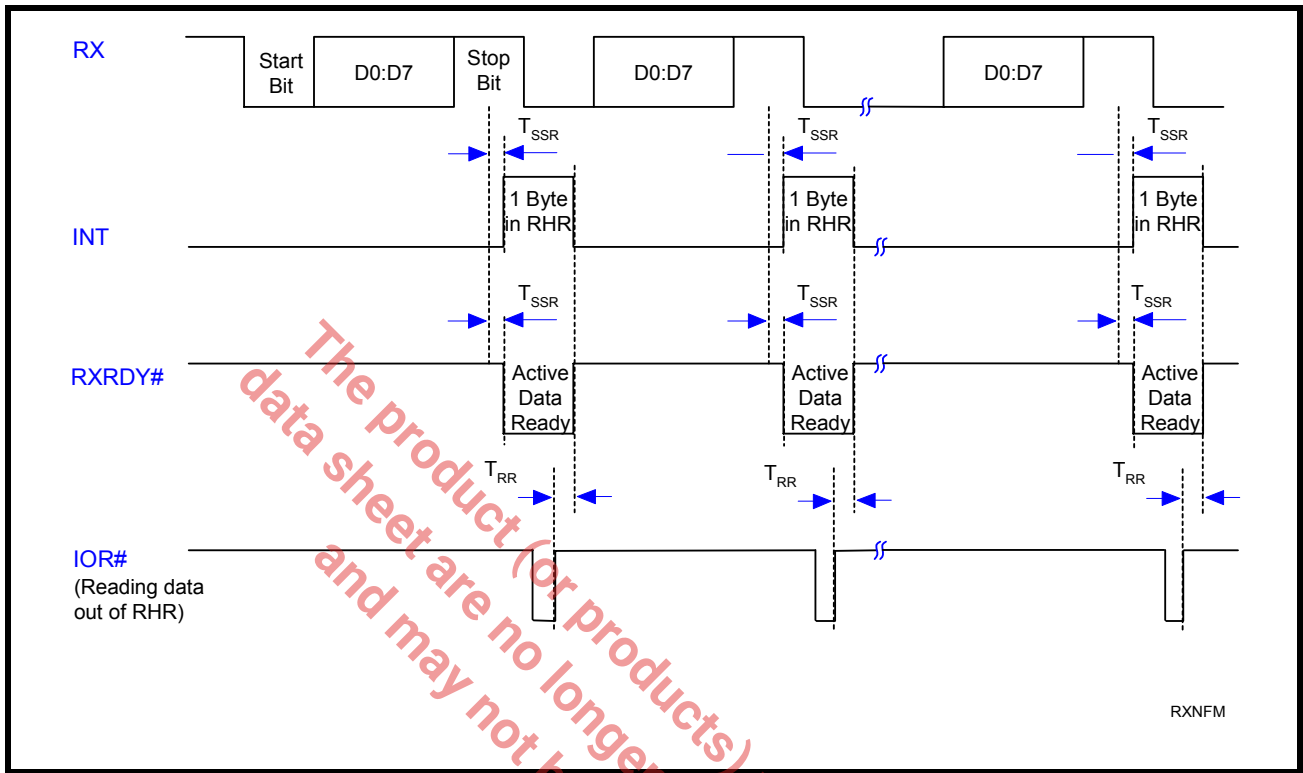 RX
Start
Bit
D0:D7
Stop
Bit
D0:D7
D0:D7
TSSR
TSSR
TSSR
INT
1 Byte
in RHR
1 Byte
in RHR
1 Byte
in RHR
TSSR
TSSR
TSSR
RXRDY#
Active
Data
Ready
Active
Data
Ready
Active
Data
Ready
TRR
TRR
TRR
IOR#
(Reading data
out of RHR)
RXNFM
The product (or products)
data sheet are no longer
and may not b